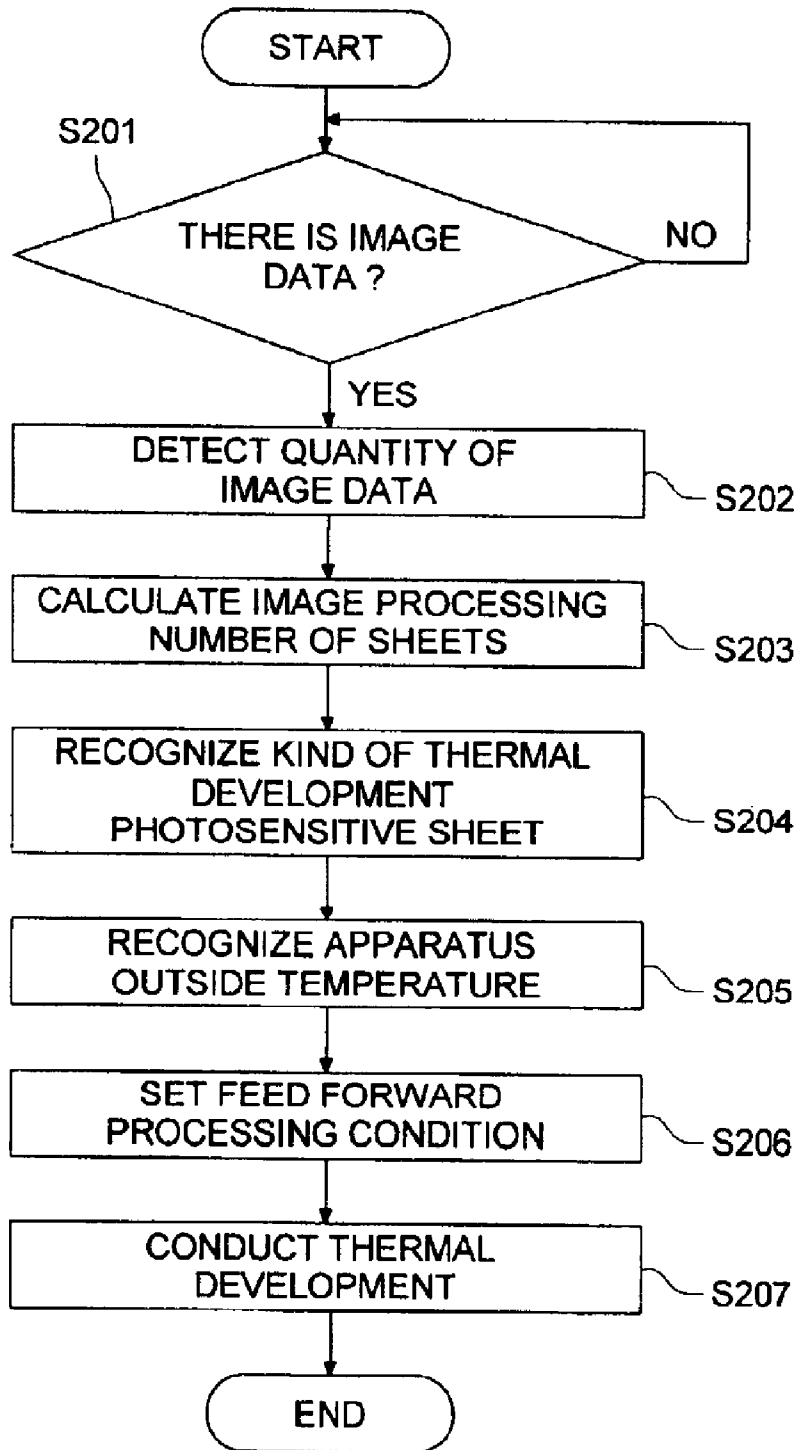 START
S201
THERE IS IMAGE
DATA ?
NO
YES
DETECT QUANTITY OF
IMAGE DATA
S202
CALCULATE IMAGE PROCESSING
NUMBER OF SHEETS
S203
RECOGNIZE KIND OF THERMAL
DEVELOPMENT
PHOTOSENSITIVE SHEET
S204
RECOGNIZE APPARATUS
OUTSIDE TEMPERATURE
S205
SET FEED FORWARD
PROCESSING CONDITION
S206
CONDUCT THERMAL
DEVELOPMENT
S207
END